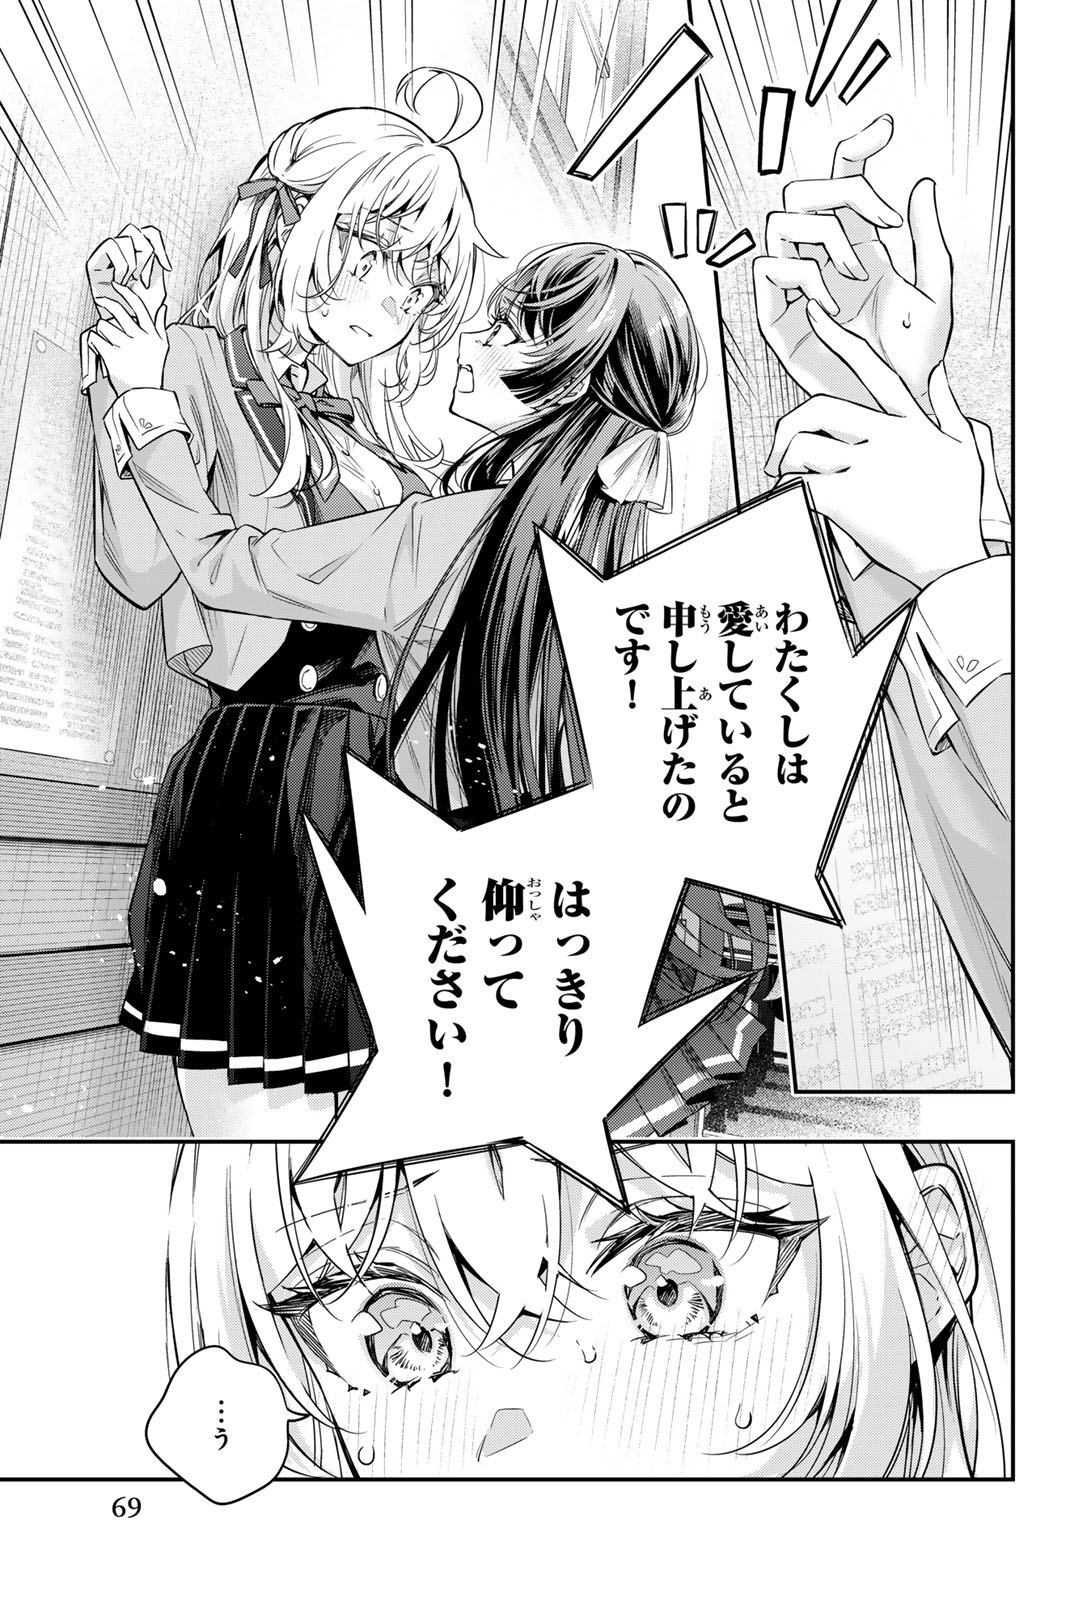 わたくしは
愛していると
申し上げたの
です！
はっきり
仰って
ください！
…う
69